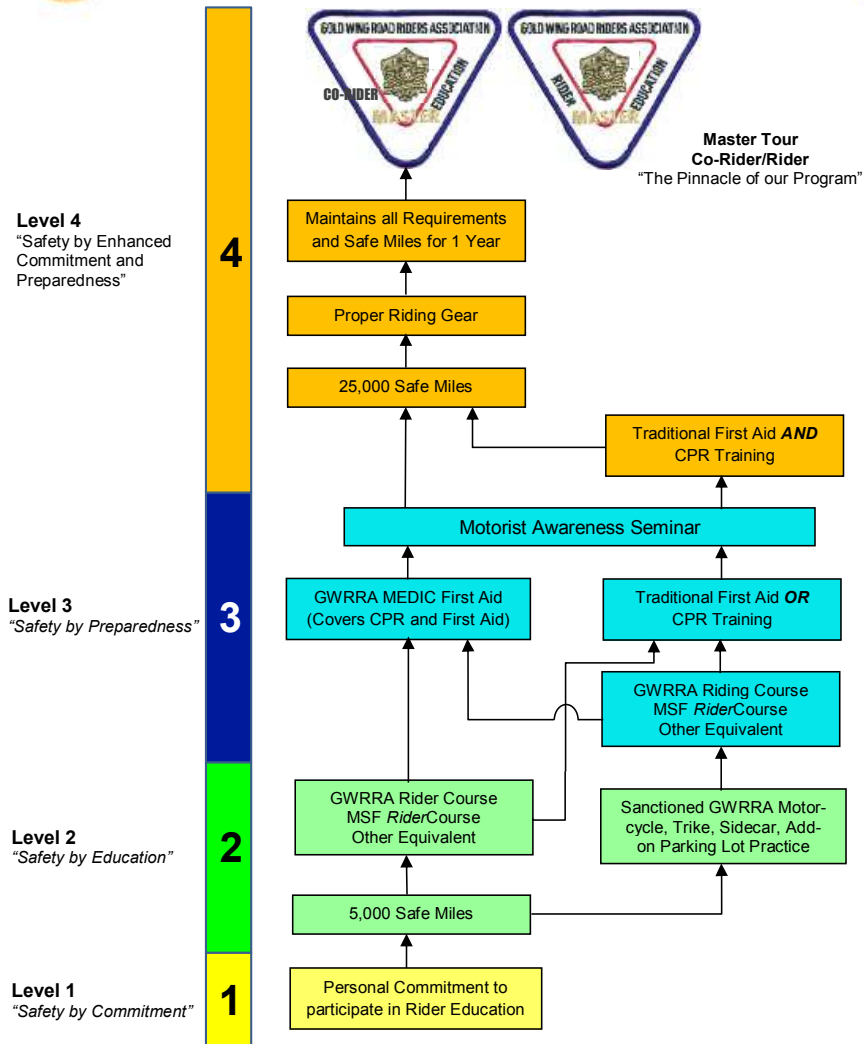 GOLD WING ROAD RIDERS ASSOCIATION
CO-RIDER
EDUCATION
MASTER
GOLD WING ROAD RIDERS ASSOCIATION
RIDER
EDUCATION
MASTER
Master Tour
Co-Rider/Rider
“The Pinnacle of our Program”
Level 4
“Safety by Enhanced
Commitment and
Preparedness”
4
Maintains all Requirements
and Safe Miles for 1 Year
Proper Riding Gear
25,000 Safe Miles
Traditional First Aid AND
CPR Training
Motorist Awareness Seminar
Level 3
“Safety by Preparedness”
3
GWRRA MEDIC First Aid
(Covers CPR and First Aid)
Traditional First Aid OR
CPR Training
GWRRA Riding Course
MSF RiderCourse
Other Equivalent
Level 2
“Safety by Education”
2
GWRRA Rider Course
MSF RiderCourse
Other Equivalent
Sanctioned GWRRA Motor-
cycle, Trike, Sidecar, Add-
on Parking Lot Practice
5,000 Safe Miles
Level 1
“Safety by Commitment”
1
Personal Commitment to
participate in Rider Education